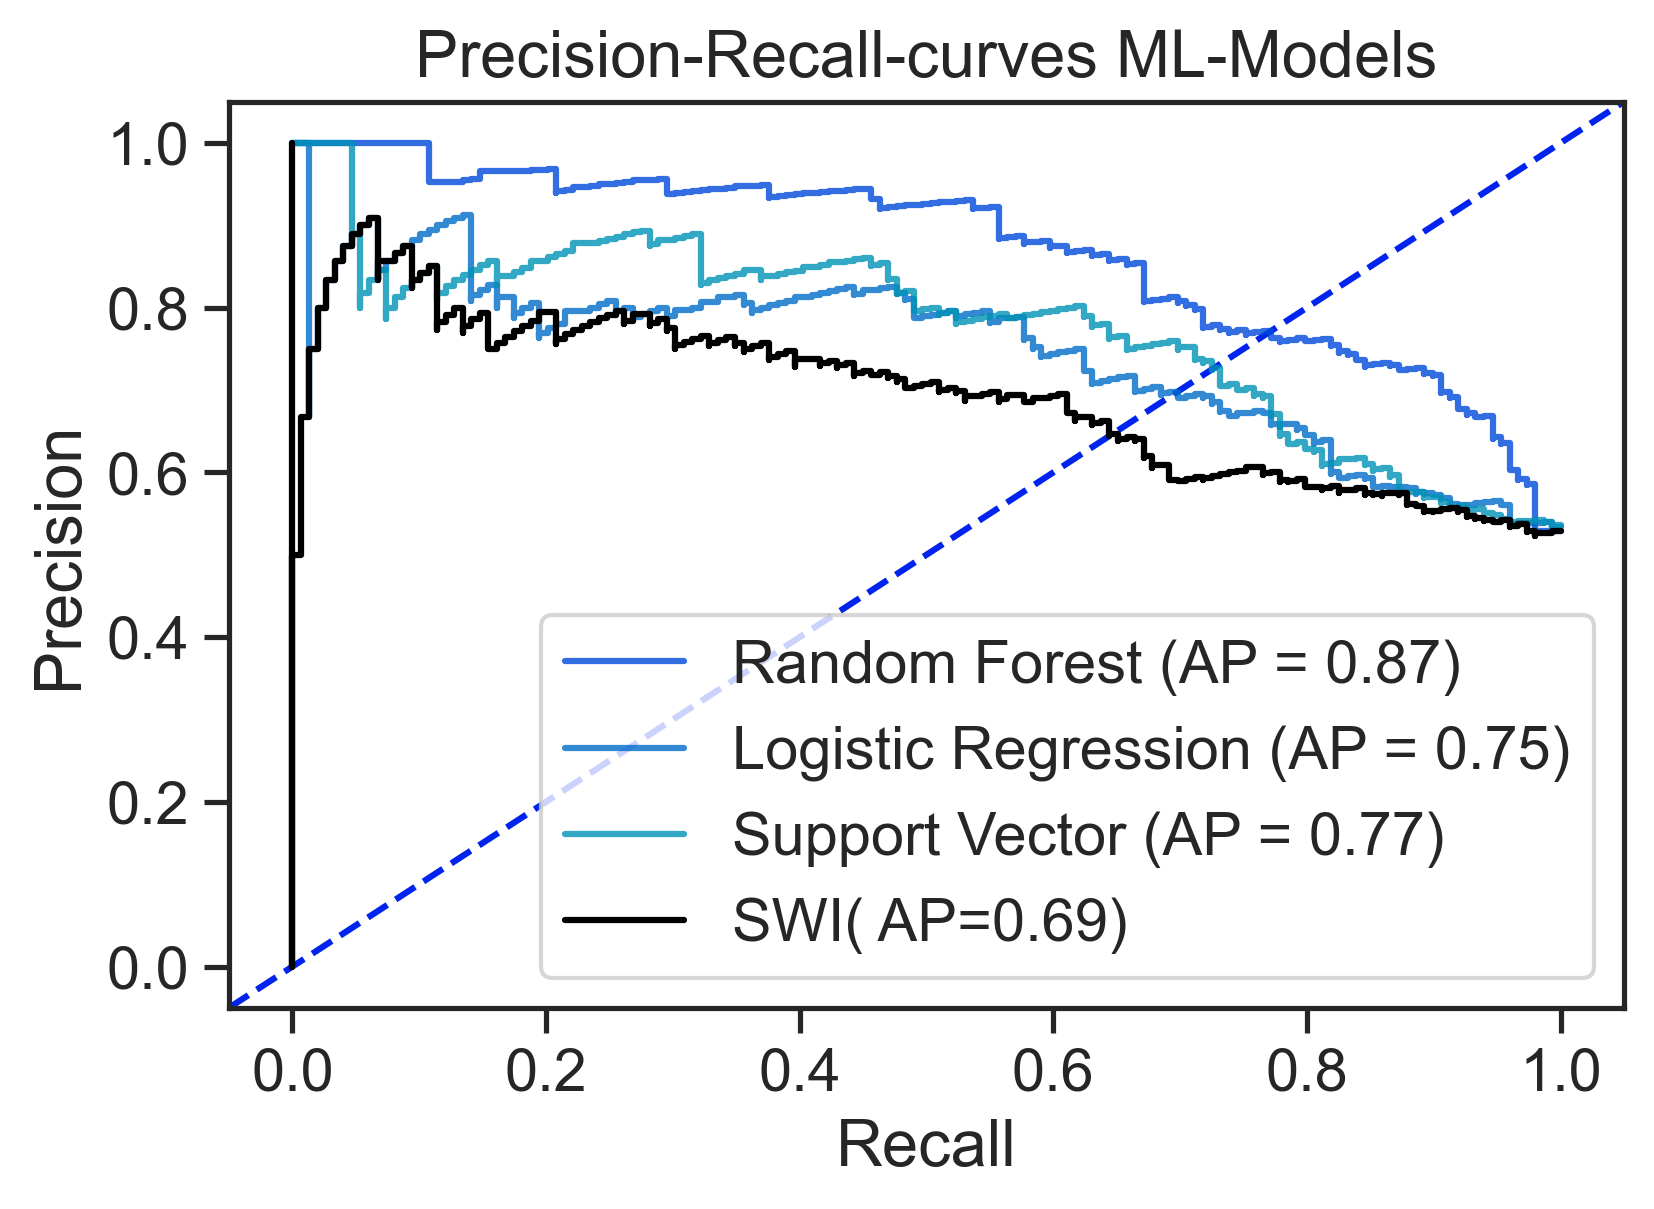 Precision-Recall-curves ML-Models
1.0
0.8
0.6
0.4
0.2
0.0
Precision
Random Forest (AP = 0.87)
Logistic Regression (AP = 0.75)
Support Vector (AP = 0.77)
SWI( AP=0.69)
0.0 0.2 0.4 0.6 0.8 1.0
Recall